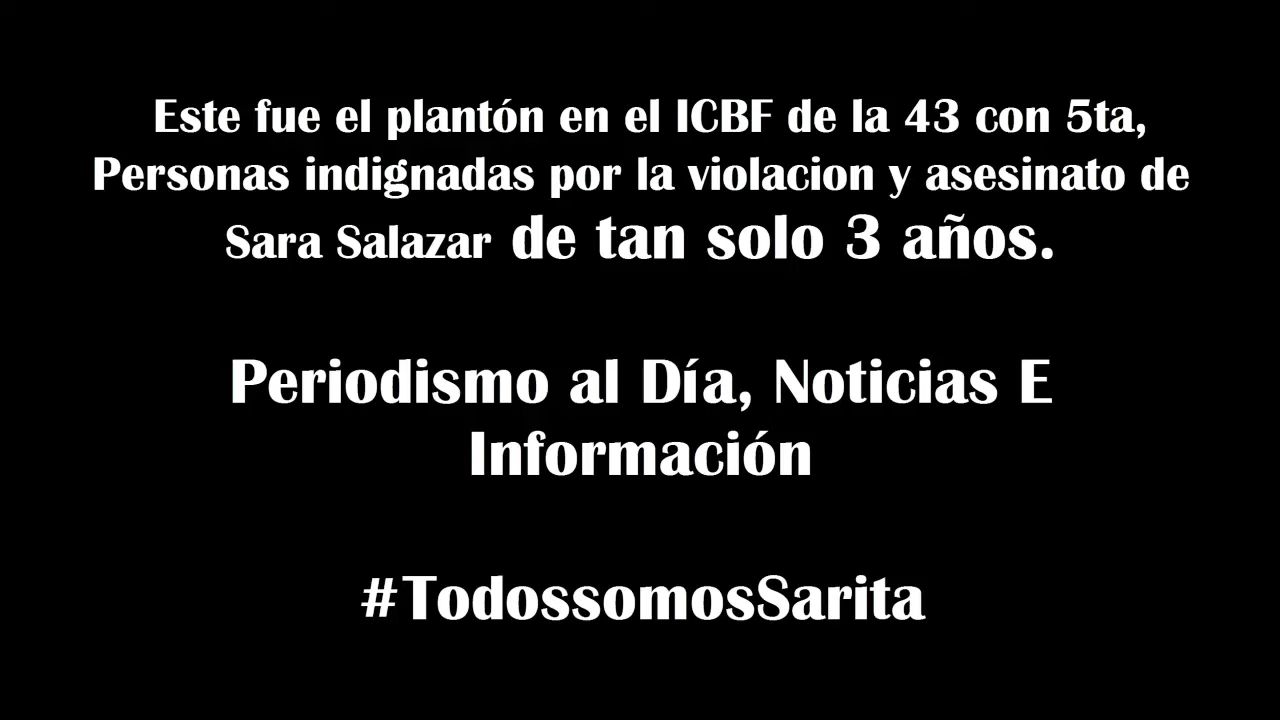 Este fue el plantón en el ICBF de la 43 con 5ta,
Personas indignadas por la violacion y asesinato de
Sara Salazar de tan solo 3 años.
Periodismo al Día, Noticias E
Información
#TodossomosSarita